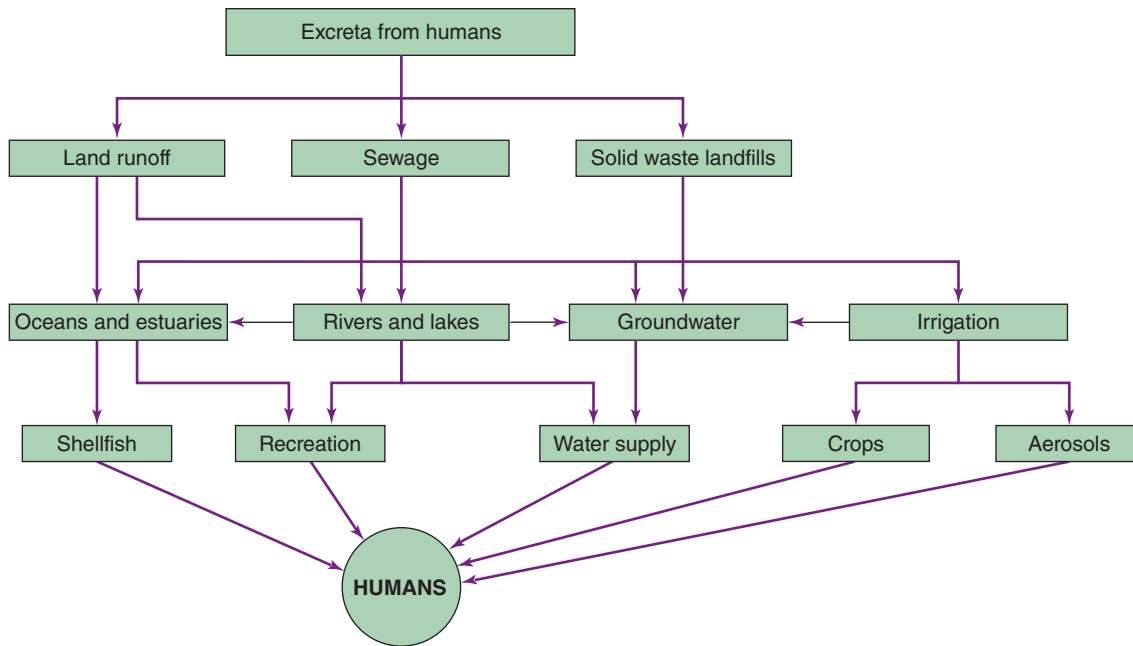 Excreta from humans
Land runoff
Sewage
Solid waste landfills
Oceans and estuaries
Rivers and lakes
Groundwater
Irrigation
Shellfish
Recreation
Water supply
Crops
Aerosols
HUMANS